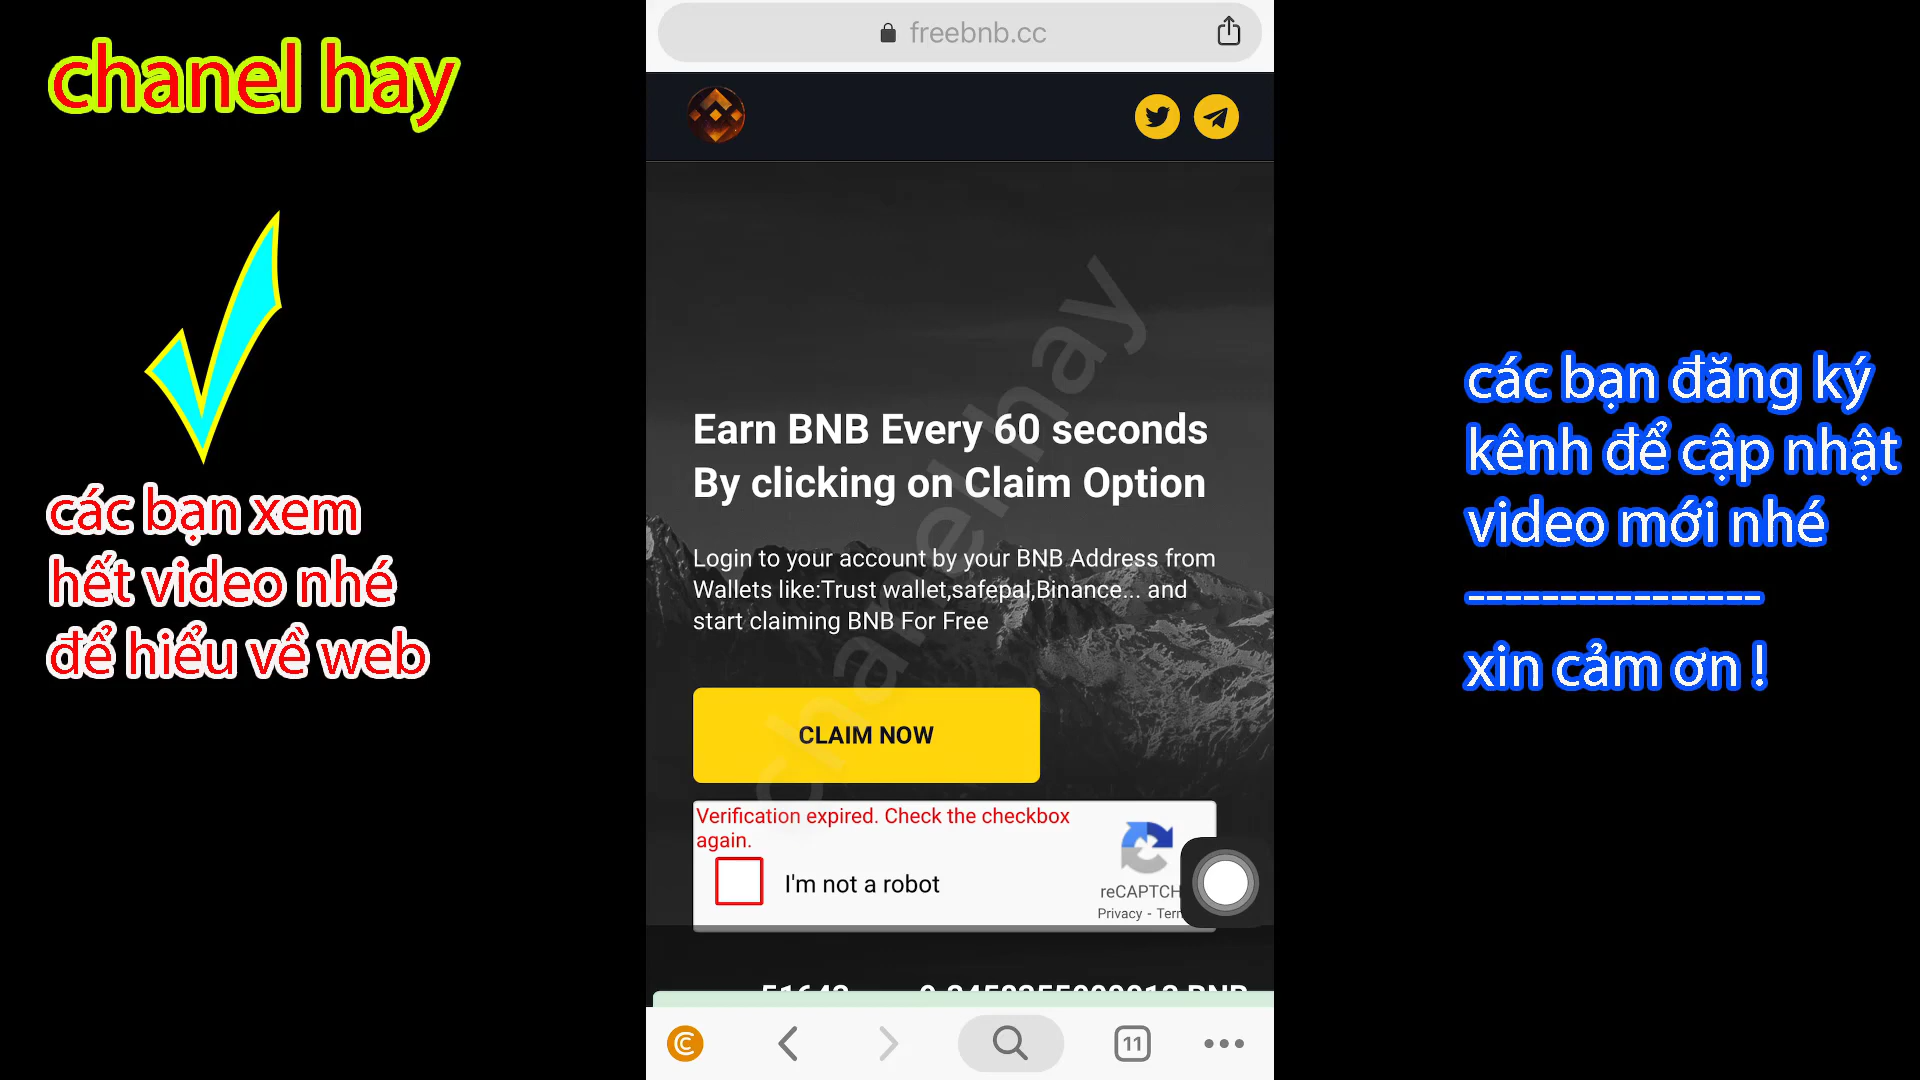 chanel hay
các bạn xem
hết video nhé
để hiểu về web
freebnb.cc
Earn BNB Every 60 seconds
By clicking on Claim Option
Login to your account by your BNB Address from
Wallets like:Trust wallet,safepal,Binance... and
start claiming BNB For Free
CLAIM NOW
Verification expired. Check the checkbox
again.
I'm not a robot
reCAPTCH
Privacy - Term
chanel hay
11
các bạn đăng ký
kênh để cập nhật
video mới nhé
----------------
xin cảm ơn !